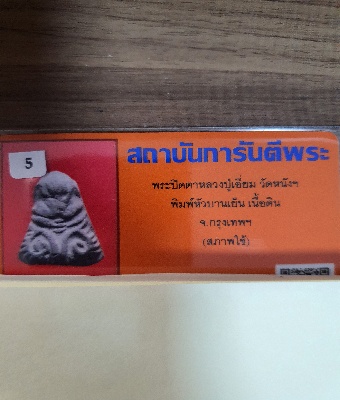 5
สถาบันการันตีพระ
พระปิดตาหลวงปู่เอี่ยม วัดหนังฯ
พิมพ์หัวบานเย็น เนื้อดิน
จ.กรุงเทพฯ
(สภาพใช้)